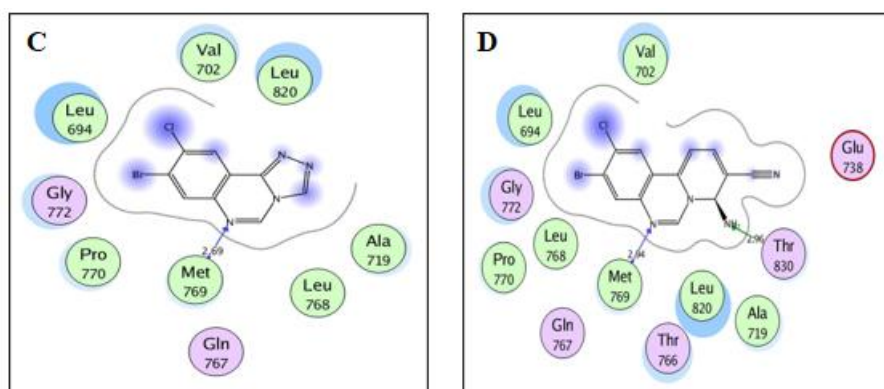 C
Val
702
Leu
820
Leu
694
Cl
Br
N
N
Gly
772
N
N
Pro
770
2.69
Met
769
Ala
719
Leu
768
Gln
767
D
Val
702
Leu
694
Cl
Glu
738
Br
N
Gly
772
N
N
Leu
768
2.94
2.96
Thr
830
Pro
770
Met
769
Leu
820
Ala
719
Gln
767
Thr
766